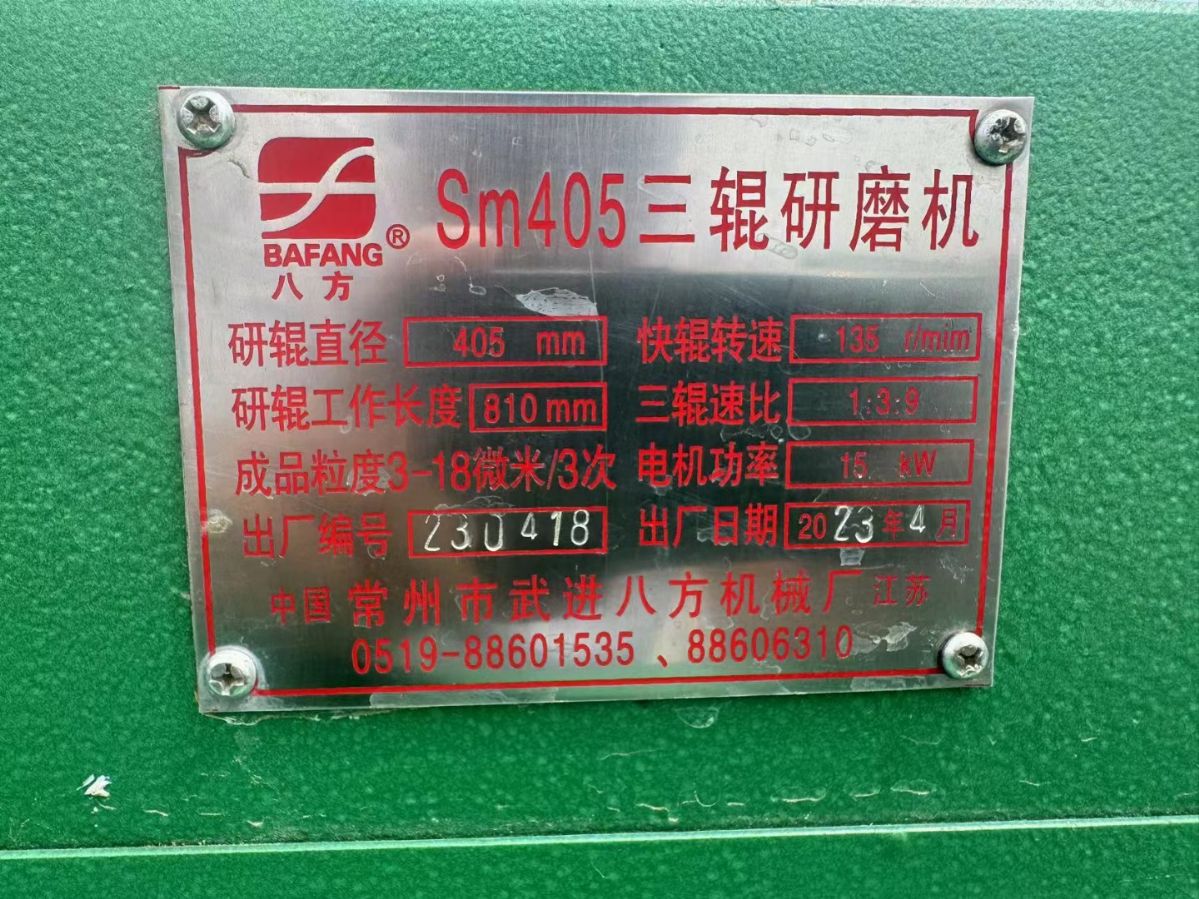 BAFANG®
八方
Sm405三辊研磨机
研辊直径 405 mm 快辊转速 135 r/mim
研辊工作长度 810mm 三辊速比 1:3:9
成品粒度3-18微米/3次 电机功率 15 kW
出厂编号 230418 出厂日期 2023年4月
中国 常州市武进八方机械厂 江苏
0519-88601535、88606310